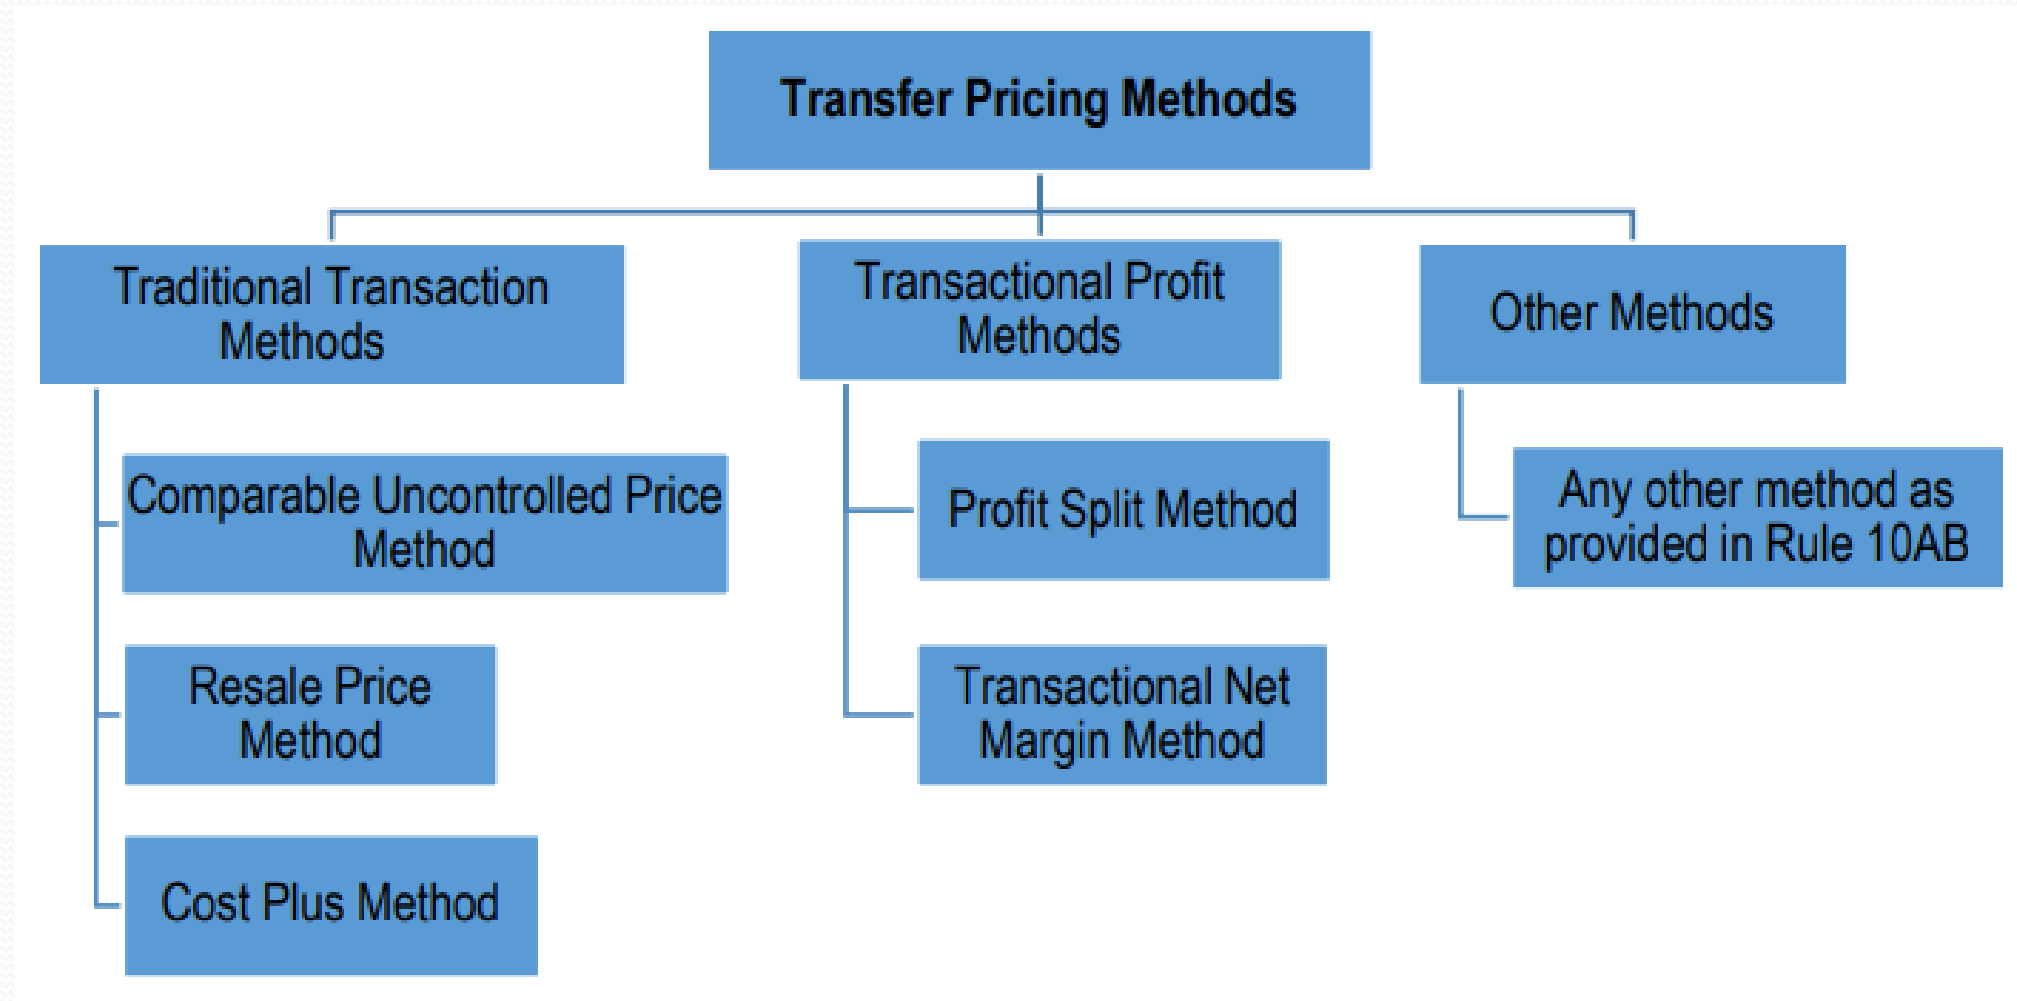 Transfer Pricing Methods
Traditional Transaction
Methods
Transactional Profit
Methods
Other Methods
Comparable Uncontrolled Price
Method
Resale Price
Method
Cost Plus Method
Profit Split Method
Transactional Net
Margin Method
Any other method as
provided in Rule 10AB